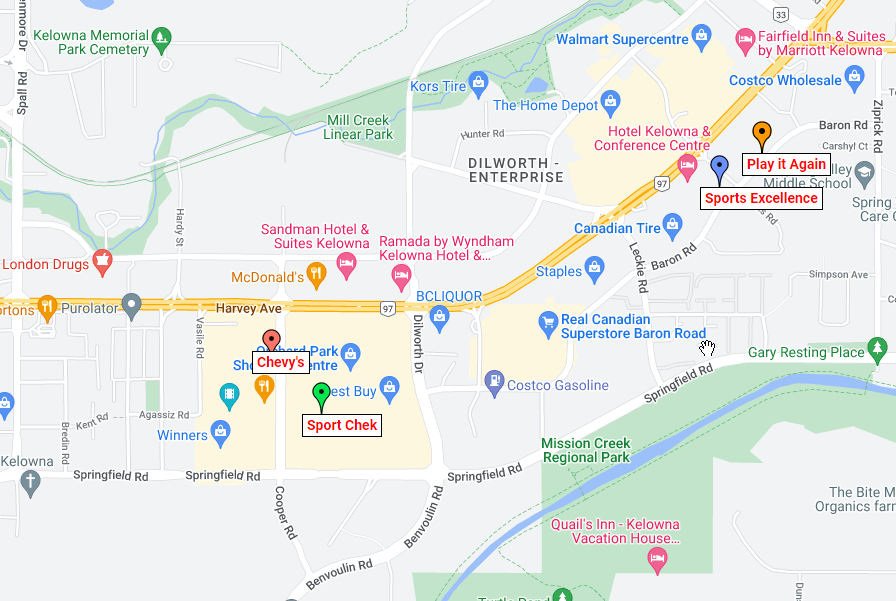 33
Kelowna Memorial
Park Cemetery
Walmart Supercentre
Fairfield Inn & Suites
by Marriott Kelowna
Spall Rd
Kors Tire
Costco Wholesale
The Home Depot
Ziprick Rd
Mill Creek
Linear Park
Hunter Rd
Hotel Kelowna &
Conference Centre
Baron Rd
Carshyl Ct
Play it Again
DILWORTH -
ENTERPRISE
97
Middle School
Sports Excellence
Spring
Care
Hardy St
Sandman Hotel &
Suites Kelowna
Ramada by Wyndham
Kelowna Hotel &...
Canadian Tire
Leckie Rd
Baron Rd
London Drugs
McDonald's
Staples
Simpson Ave
BCLIQUOR
Purolator
Harvey Ave
97
Vasile Rd
Dilworth Dr
Real Canadian
Superstore Baron Road
Chevy's
Gary Resting Place
Costco Gasoline
Springfield Rd
Sport Chek
Agassiz Rd
Kent Rd
Bredin Rd
Winners
Mission Creek
Regional Park
Kelowna
Springfield Rd
Springfield Rd
Springfield Rd
Cooper Rd
Benvoulin Rd
The Bite M
Organics farm
Quail's Inn - Kelowna
Vacation House...
Benvoulin Rd